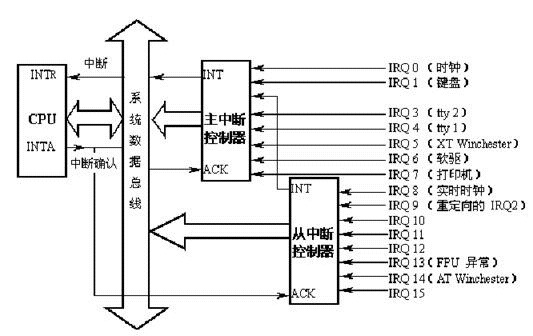 INTR
CPU
INTA
中断
中断确认
系统数据总线
INT
主中断
控制器
ACK
IRQ 0（时钟）
IRQ 1（键盘）
IRQ 3（tty 2）
IRQ 4（tty 1）
IRQ 5（XT Winchester）
IRQ 6（软驱）
IRQ 7（打印机）
INT
从中断
控制器
ACK
IRQ 8（实时时钟）
IRQ 9（重定向的 IRQ2）
IRQ 10
IRQ 11
IRQ 12
IRQ 13（FPU 异常）
IRQ 14（AT Winchester）
IRQ 15